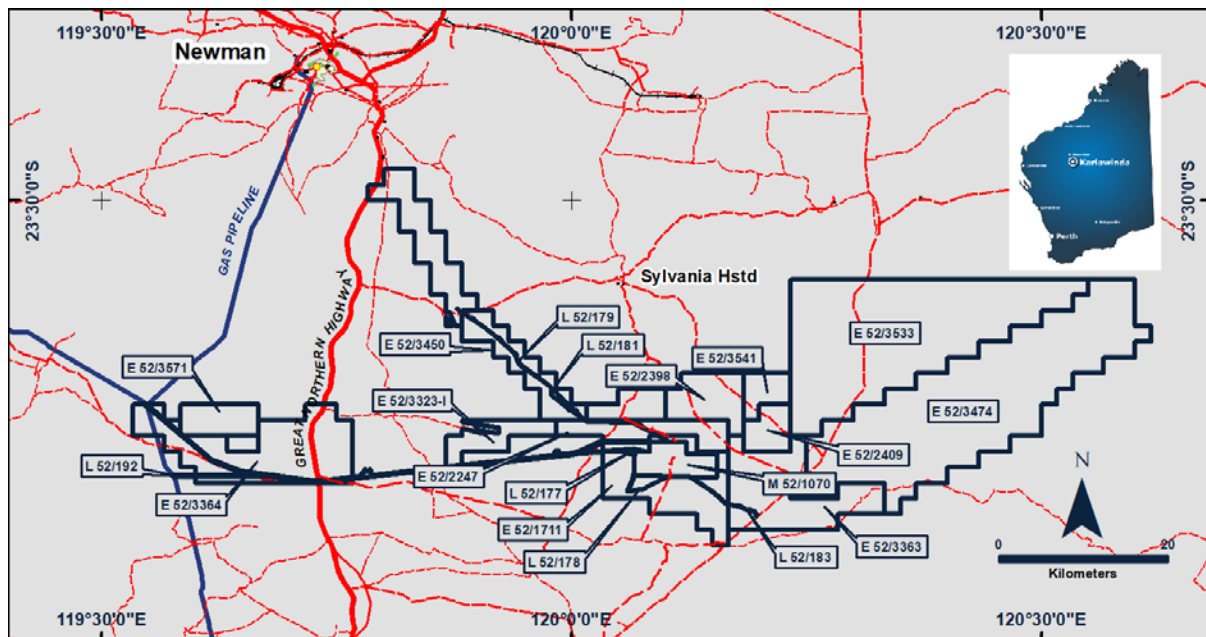 119°30'0"E
120°0'0"E
120°30'0"E
Newman
Karlawinda
Perth
23°30'0"S
23°30'0"S
GAS PIPELINE
Sylvania Hstd
GREAT NORTHERN HIGHWAY
L 52/179
E 52/3533
E 52/3450
L 52/181
E 52/3541
E 52/3571
E 52/2398
E 52/3323-I
E 52/3474
E 52/2409
L 52/192
E 52/2247
M 52/1070
E 52/3364
L 52/177
E 52/1711
E 52/3363
L 52/178
L 52/183
N
0
20
Kilometers
119°30'0"E
120°0'0"E
120°30'0"E